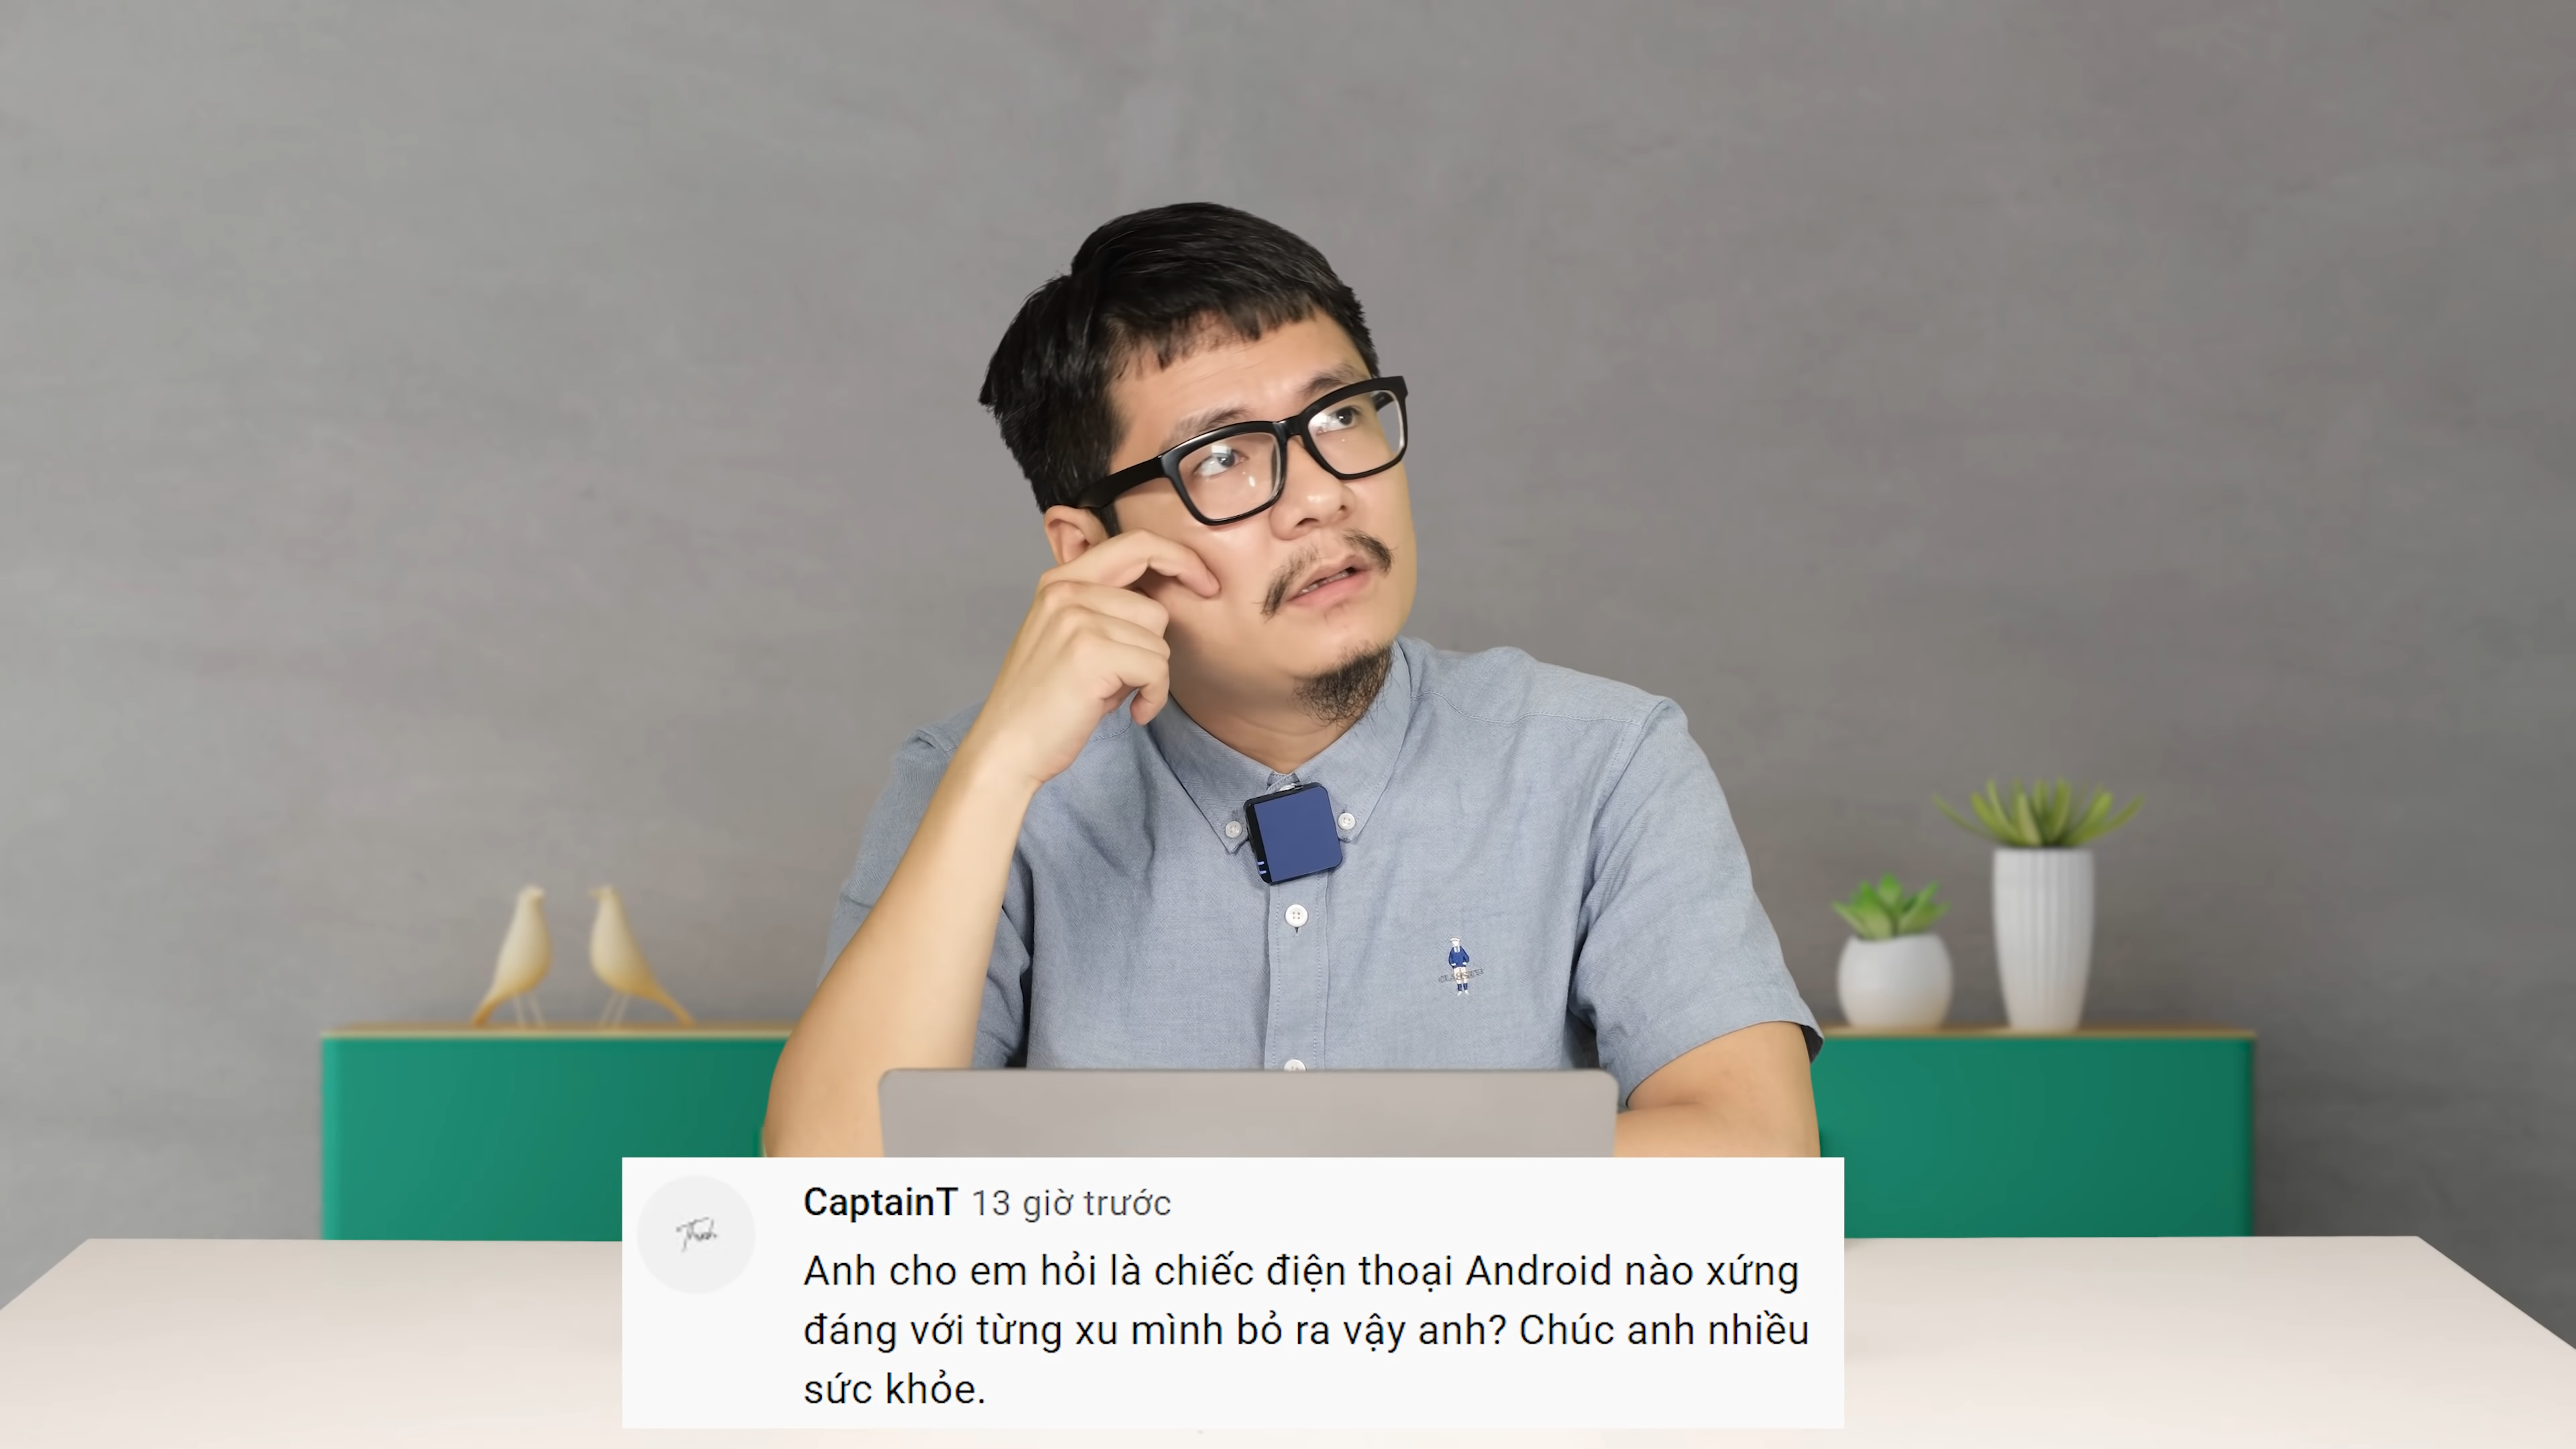 CaptainT 13 giờ trước
Anh cho em hỏi là chiếc điện thoại Android nào xứng
đáng với từng xu mình bỏ ra vậy anh? Chúc anh nhiều
sức khỏe.